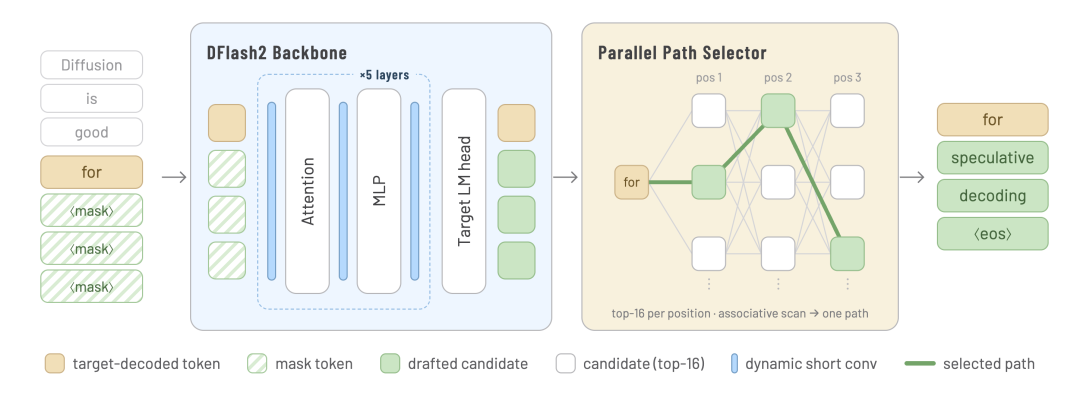 Diffusion
is
good
for
⟨mask⟩
⟨mask⟩
⟨mask⟩
DFlash2 Backbone
×5 layers
Attention
MLP
Target LM head
Parallel Path Selector
pos 1
pos 2
pos 3
for
⋮
⋮
⋮
top-16 per position · associative scan → one path
for
speculative
decoding
⟨eos⟩
target-decoded token
mask token
drafted candidate
candidate (top-16)
dynamic short conv
selected path